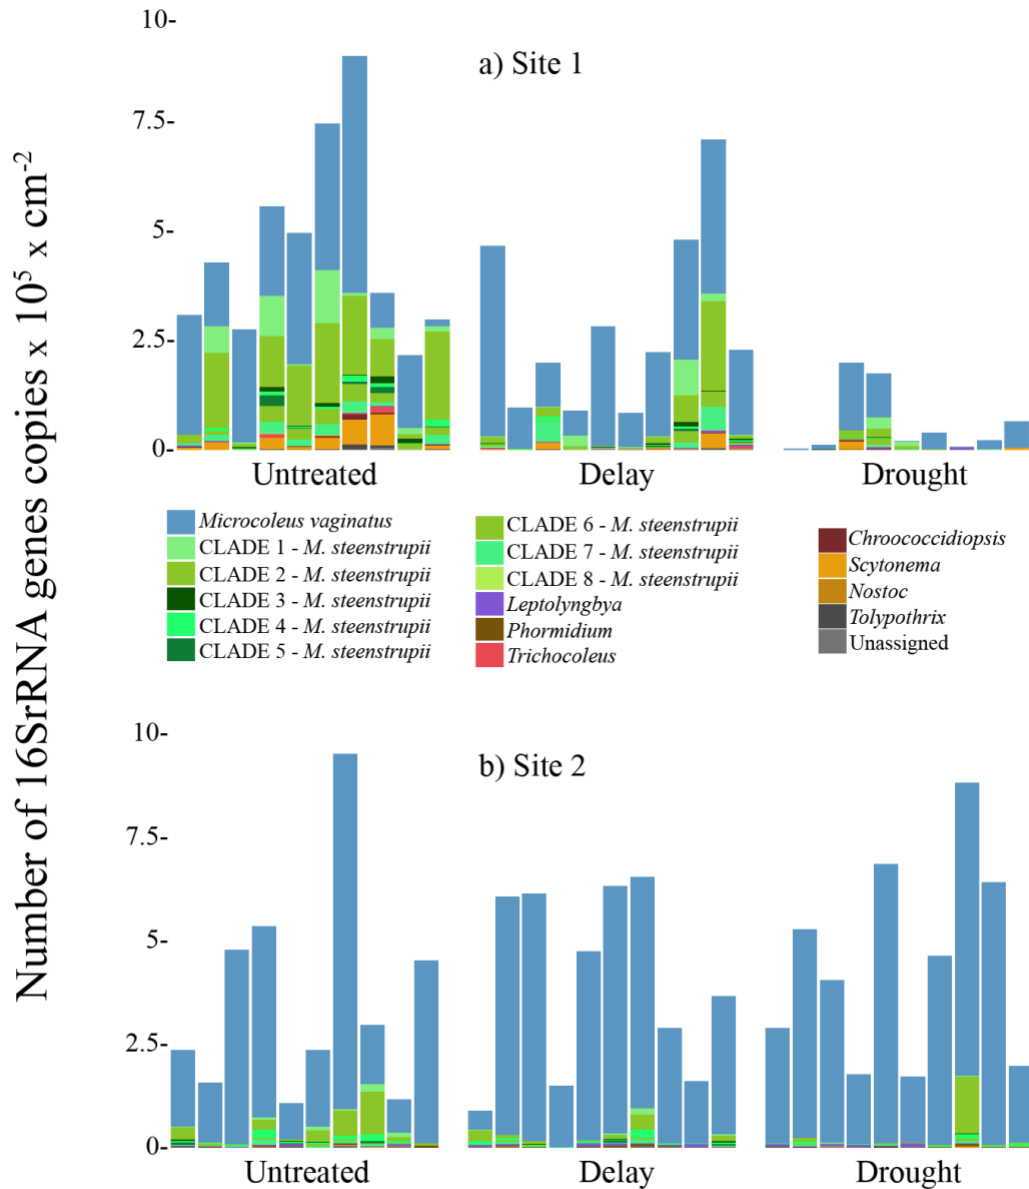 Number of 16SrRNA genes copies x 10⁵ x cm⁻²
10-
7.5-
5-
2.5-
0-
a) Site 1
Untreated
Delay
Drought
Microcoleus vaginatus
CLADE 1 - M. steenstrupii
CLADE 2 - M. steenstrupii
CLADE 3 - M. steenstrupii
CLADE 4 - M. steenstrupii
CLADE 5 - M. steenstrupii
CLADE 6 - M. steenstrupii
CLADE 7 - M. steenstrupii
CLADE 8 - M. steenstrupii
Leptolyngbya
Phormidium
Trichocoleus
Chroococcidiopsis
Scytonema
Nostoc
Tolypothrix
Unassigned
10-
7.5-
5-
2.5-
0-
b) Site 2
Untreated
Delay
Drought